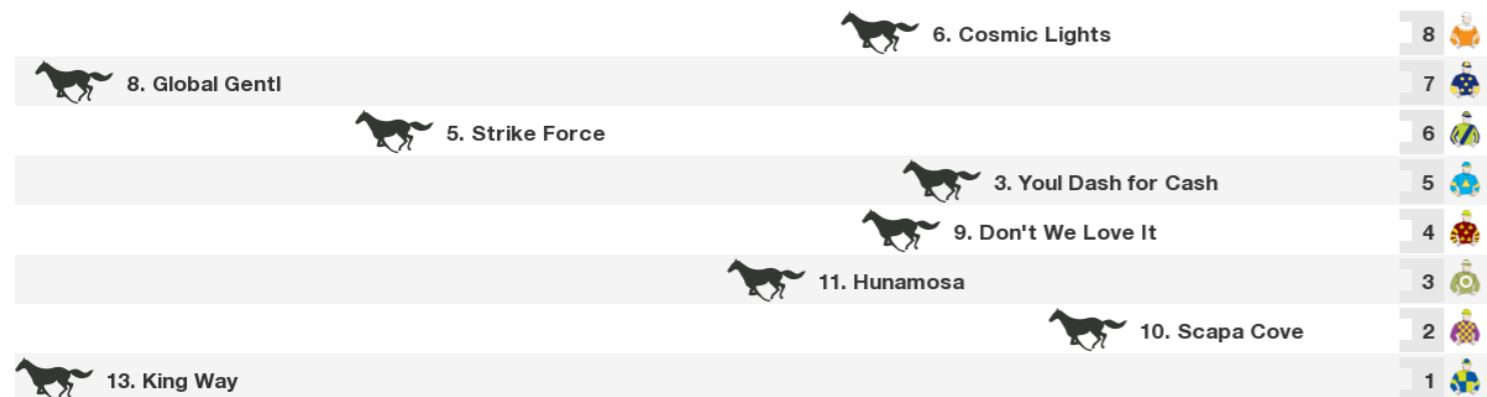 6. Cosmic Lights 8
8. Global Gentl 7
5. Strike Force 6
3. Youl Dash for Cash 5
9. Don't We Love It 4
11. Hunamosa 3
10. Scapa Cove 2
13. King Way 1